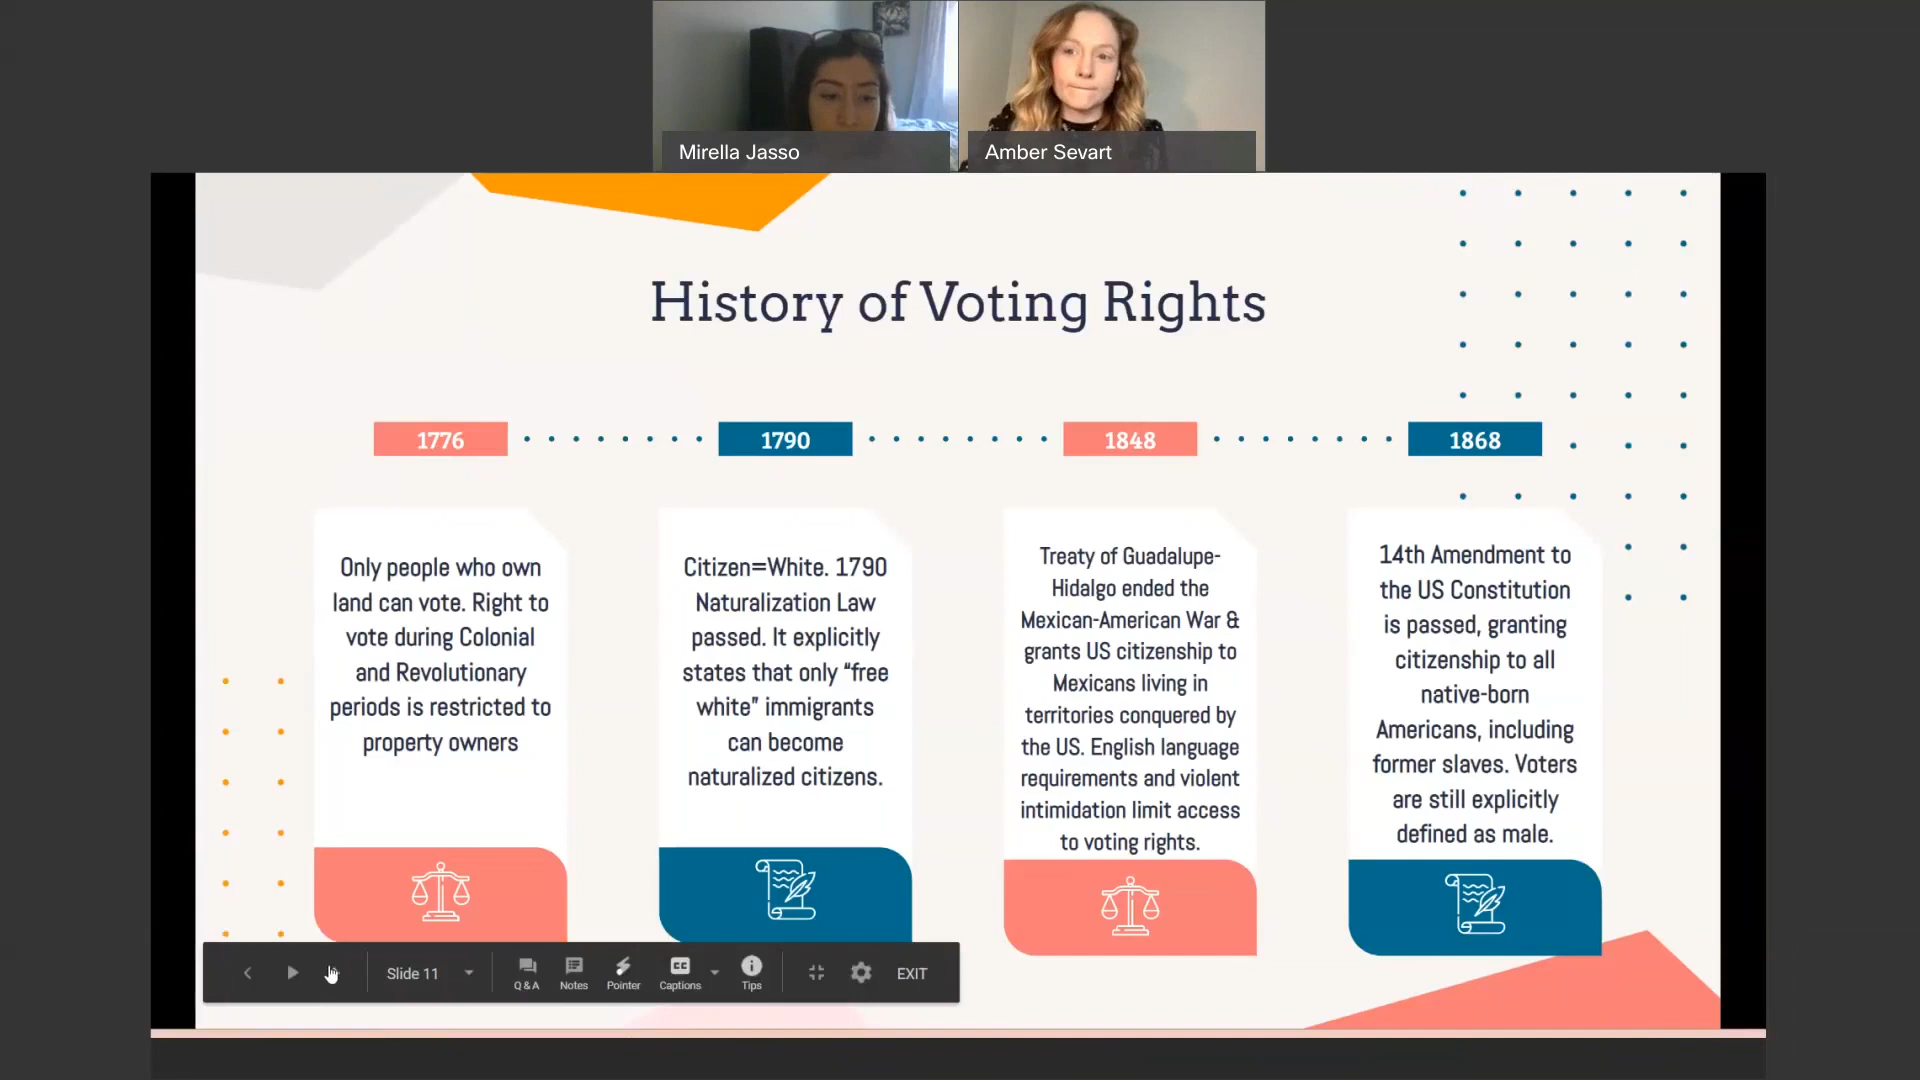 Mirella Jasso
Amber Sevart
History of Voting Rights
1776
1790
1848
1868
Only people who own
land can vote. Right to
vote during Colonial
and Revolutionary
periods is restricted to
property owners
Citizen=White. 1790
Naturalization Law
passed. It explicitly
states that only “free
white” immigrants
can become
naturalized citizens.
Treaty of Guadalupe-
Hidalgo ended the
Mexican-American War &
grants US citizenship to
Mexicans living in
territories conquered by
the US. English language
requirements and violent
intimidation limit access
to voting rights.
14th Amendment to
the US Constitution
is passed, granting
citizenship to all
native-born
Americans, including
former slaves. Voters
are still explicitly
defined as male.
Slide 11
Q & A
Notes
Pointer
CC
Captions
Tips
EXIT